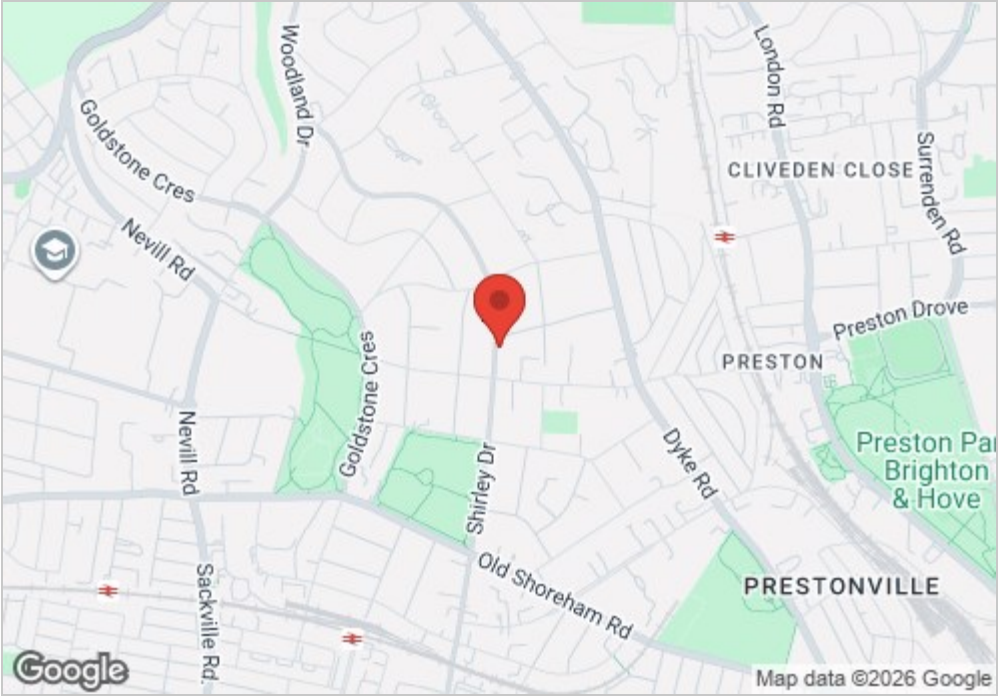 Woodland Dr
London Rd
Goldstone Cres
CLIVEDEN CLOSE
Surrenden Rd
Nevill Rd
Preston Drove
PRESTON
Goldstone Cres
Nevill Rd
Dyke Rd
Shirley Dr
Preston Par
Brighton
& Hove
Old Shoreham Rd
PRESTONVILLE
Sackville Rd.
Google
Map data ©2026 Google